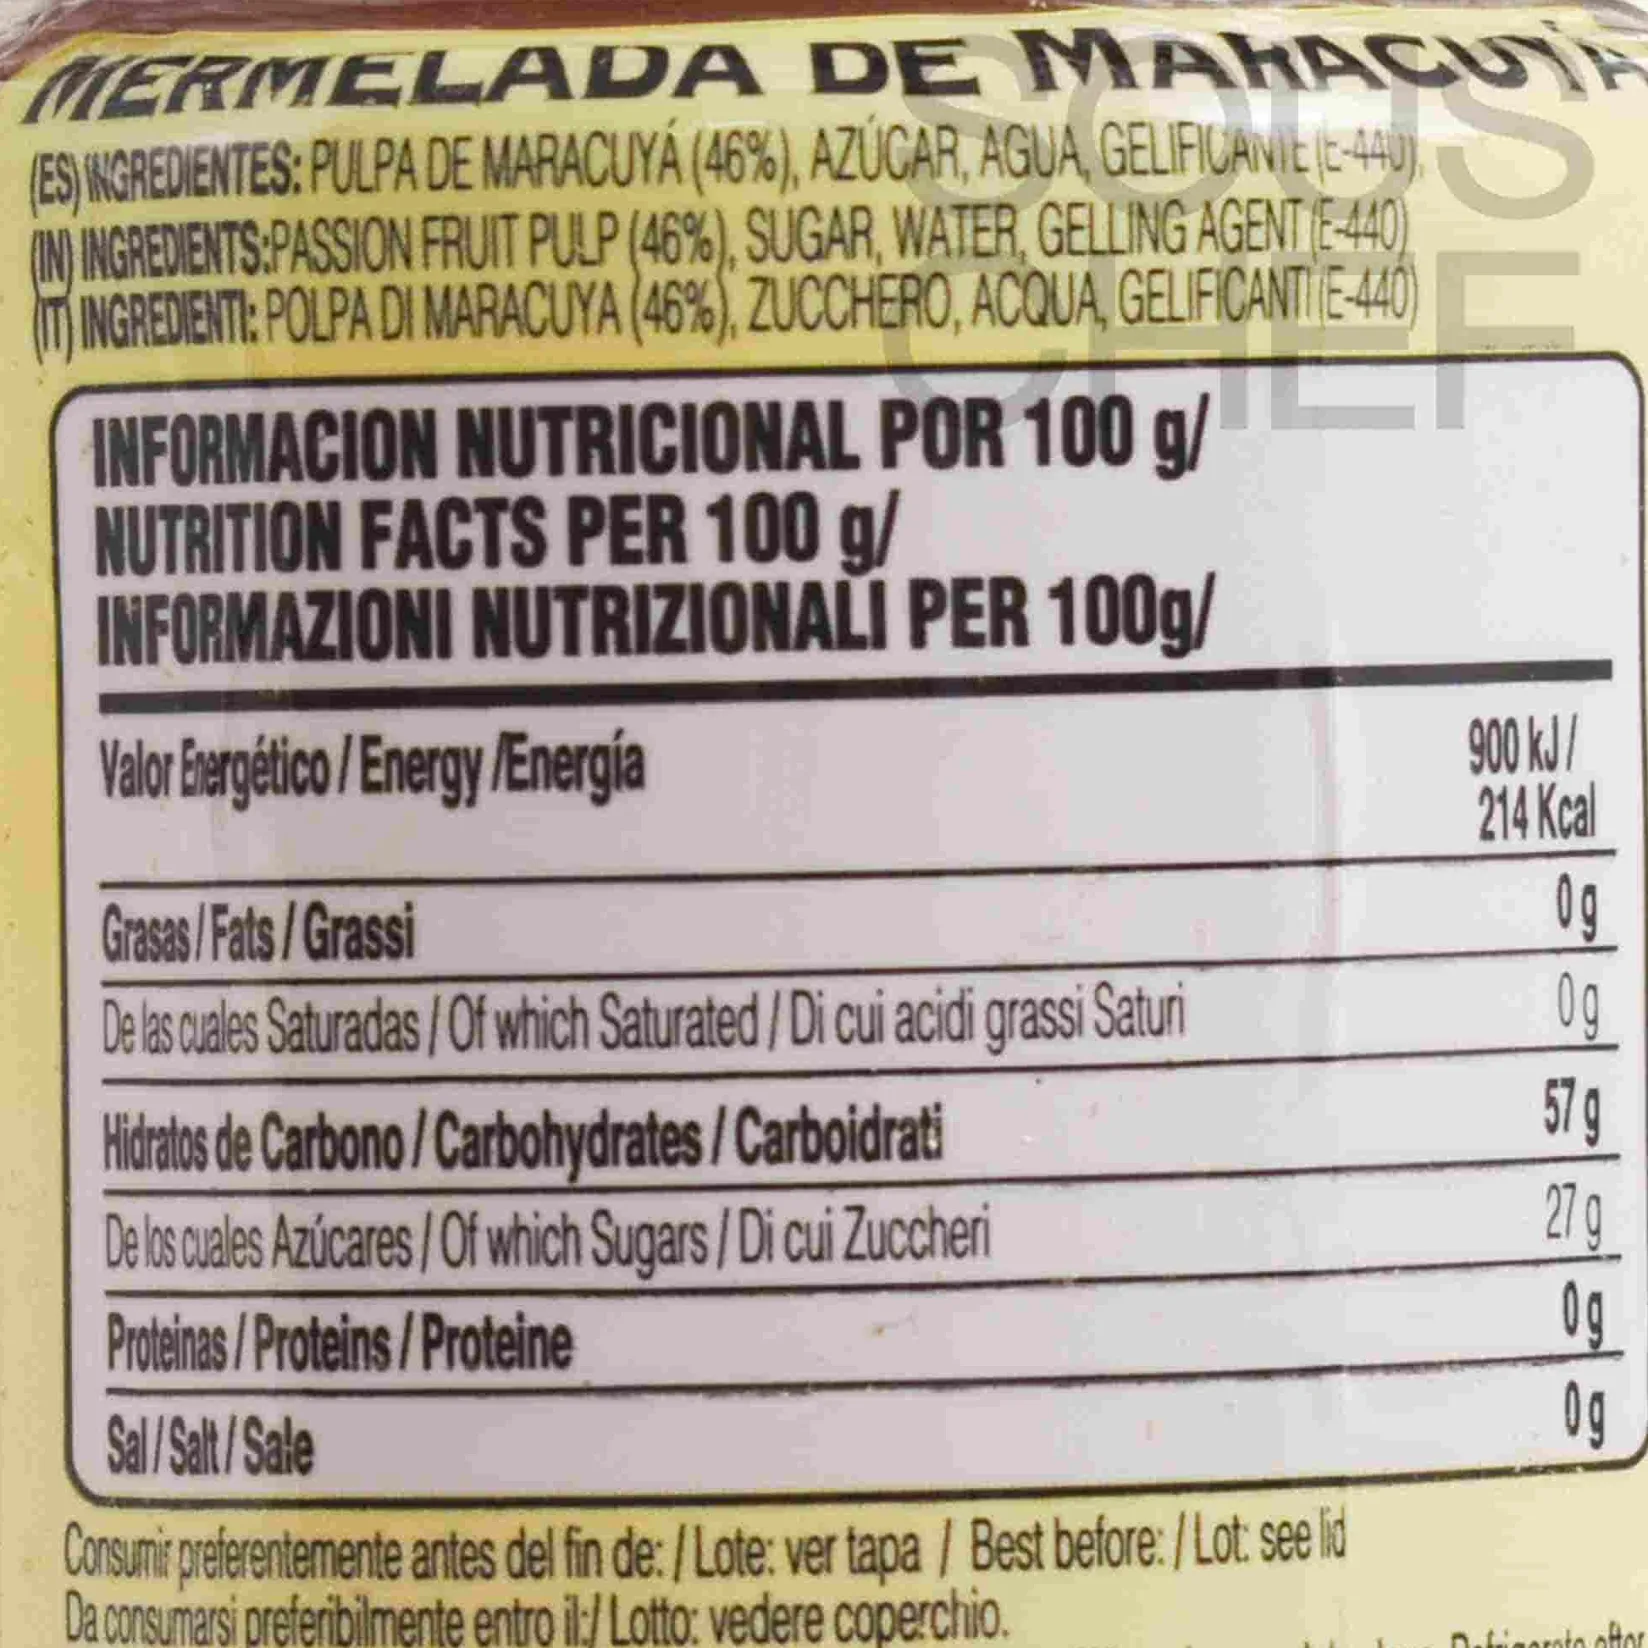 MERMELADA DE MARACUYÁ
SOUS
CHEF
(ES) INGREDIENTES: PULPA DE MARACUYÁ (46%), AZÚCAR, AGUA, GELIFICANTE (E-440),
(IN) INGREDIENTS:PASSION FRUIT PULP (46%), SUGAR, WATER, GELLING AGENT (E-440)
(IT) INGREDIENTI: POLPA DI MARACUYA (46%), ZUCCHERO, ACQUA, GELIFICANTI (E-440)
INFORMACION NUTRICIONAL POR 100 g/
NUTRITION FACTS PER 100 g/
INFORMAZIONI NUTRIZIONALI PER 100g/
Valor Energético / Energy /Energía 900 kJ /
214 Kcal
Grasas / Fats / Grassi 0 g
De las cuales Saturadas / Of which Saturated / Di cui acidi grassi Saturi 0 g
Hidratos de Carbono / Carbohydrates / Carboidrati 57 g
De los cuales Azúcares / Of which Sugars / Di cui Zuccheri 27 g
Proteinas / Proteins / Proteine 0 g
Sal / Salt / Sale 0 g
Consumir preferentemente antes del fin de: / Lote: ver tapa / Best before: / Lot: see lid
Da consumarsi preferibilmente entro il:/ Lotto: vedere coperchio.